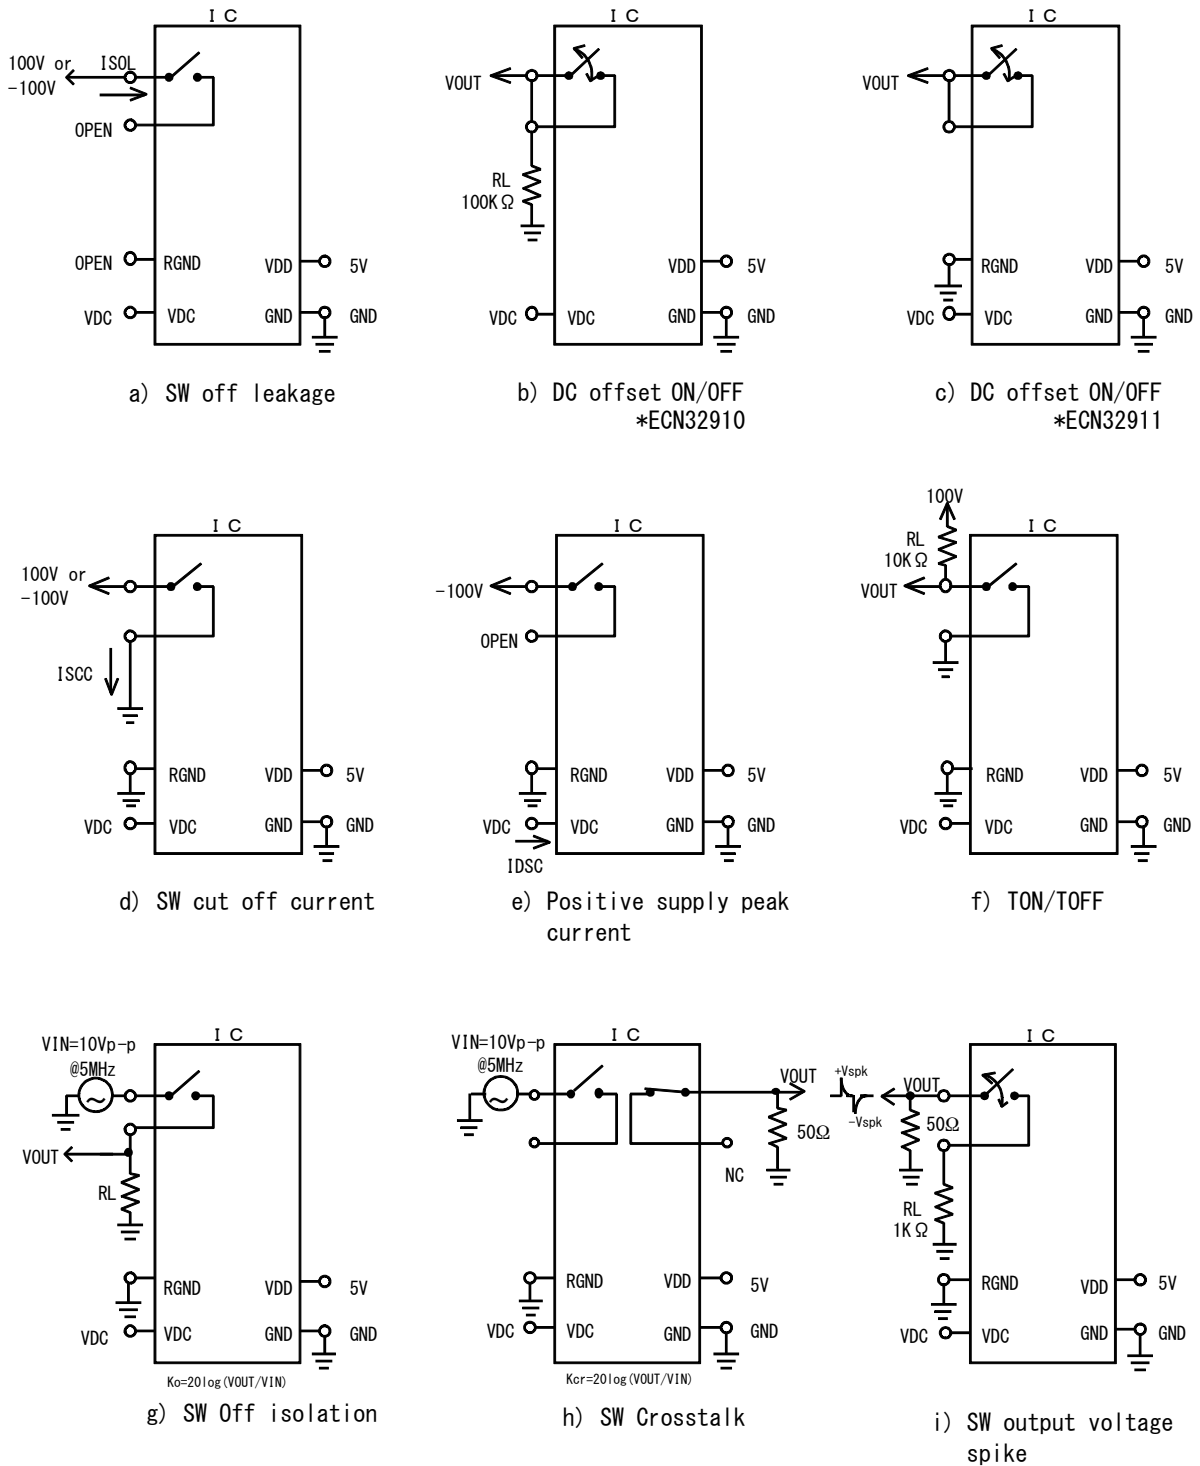 I C
100V or
-100V
ISOL
OPEN
OPEN
RGND
VDD
5V
VDC
VDC
GND
GND
a) SW off leakage
I C
VOUT
RL
100KΩ
VDD
5V
VDC
VDC
GND
GND
b) DC offset ON/OFF
*ECN32910
I C
VOUT
RGND
VDD
5V
VDC
VDC
GND
GND
c) DC offset ON/OFF
*ECN32911
I C
100V or
-100V
ISCC
RGND
VDD
5V
VDC
VDC
GND
GND
d) SW cut off current
I C
-100V
OPEN
RGND
VDD
5V
VDC
VDC
GND
GND
IDSC
e) Positive supply peak
current
100V
I C
RL
10KΩ
VOUT
RGND
VDD
5V
VDC
VDC
GND
GND
f) TON/TOFF
I C
VIN=10Vp-p
@5MHz
VOUT
RL
RGND
VDD
5V
VDC
VDC
GND
GND
Ko=20log(VOUT/VIN)
g) SW Off isolation
I C
VIN=10Vp-p
@5MHz
VOUT
50Ω
NC
RGND
VDD
5V
VDC
VDC
GND
GND
Kcr=20log(VOUT/VIN)
h) SW Crosstalk
I C
+Vspk
VOUT
-Vspk
50Ω
RL
1KΩ
RGND
VDD
5V
VDC
VDC
GND
GND
i) SW output voltage
spike